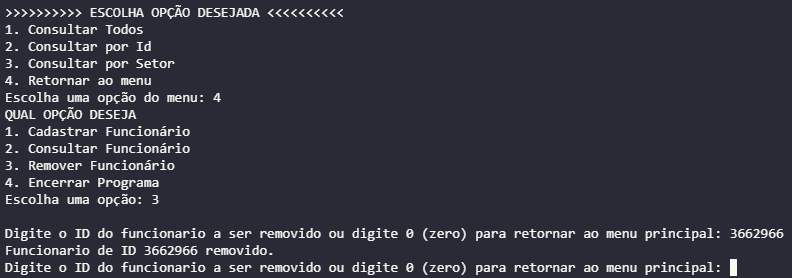 >>>>>>>>>> ESCOLHA OPÇÃO DESEJADA <<<<<<<<<<
1. Consultar Todos
2. Consultar por Id
3. Consultar por Setor
4. Retornar ao menu
Escolha uma opção do menu: 4
QUAL OPÇÃO DESEJA
1. Cadastrar Funcionário
2. Consultar Funcionário
3. Remover Funcionário
4. Encerrar Programa
Escolha uma opção: 3

Digite o ID do funcionario a ser removido ou digite 0 (zero) para retornar ao menu principal: 3662966
Funcionario de ID 3662966 removido.
Digite o ID do funcionario a ser removido ou digite 0 (zero) para retornar ao menu principal: